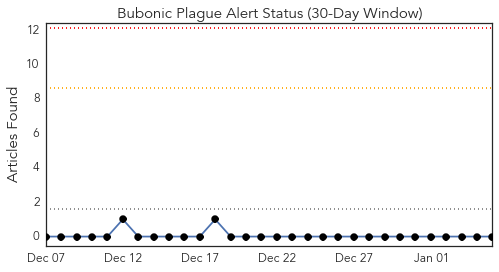 Bubonic Plague Alert Status (30-Day Window)
Articles Found
12
10
8
6
4
2
0
Dec 07 Dec 12 Dec 17 Dec 22 Dec 27 Jan 01